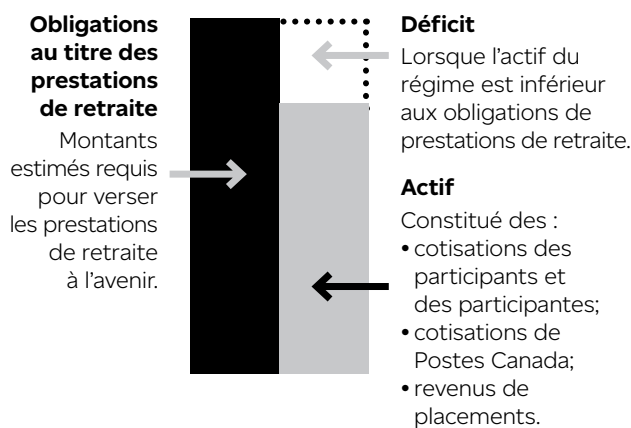 Obligations
au titre des
prestations
de retraite
Montants
estimés requis
pour verser
les prestations
de retraite
à l’avenir.
Déficit
Lorsque l’actif du
régime est inférieur
aux obligations de
prestations de retraite.
Actif
Constitué des :
• cotisations des
participants et
des participantes;
• cotisations de
Postes Canada;
• revenus de
placements.